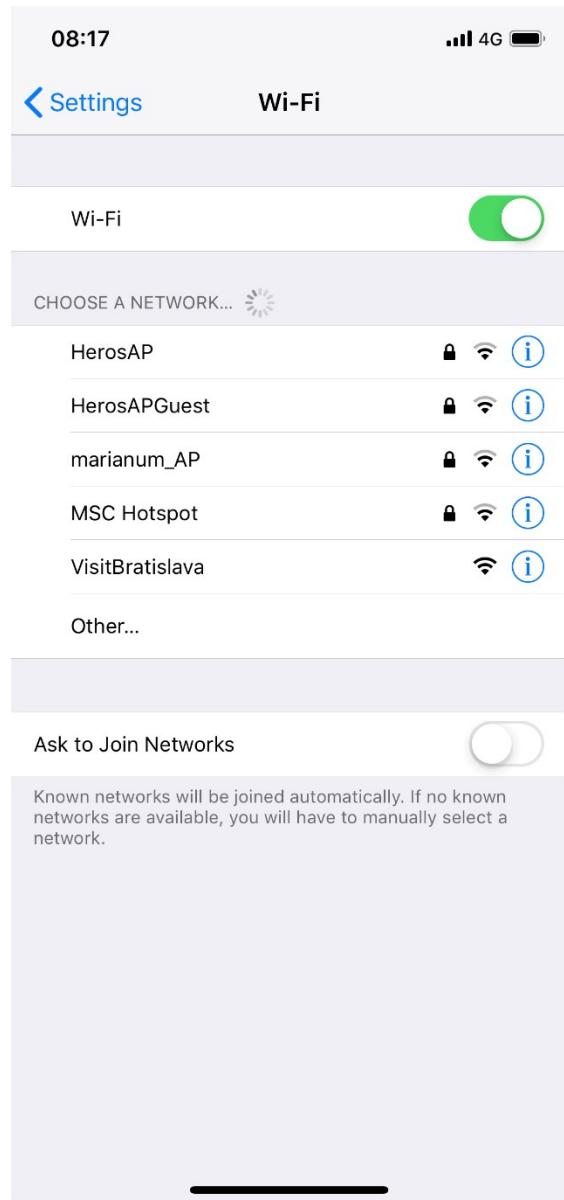 08:17 4G
Settings Wi-Fi
Wi-Fi
CHOOSE A NETWORK...
HerosAP
HerosAPGuest
marianum_AP
MSC Hotspot
VisitBratislava
Other...
Ask to Join Networks
Known networks will be joined automatically. If no known
networks are available, you will have to manually select a
network.